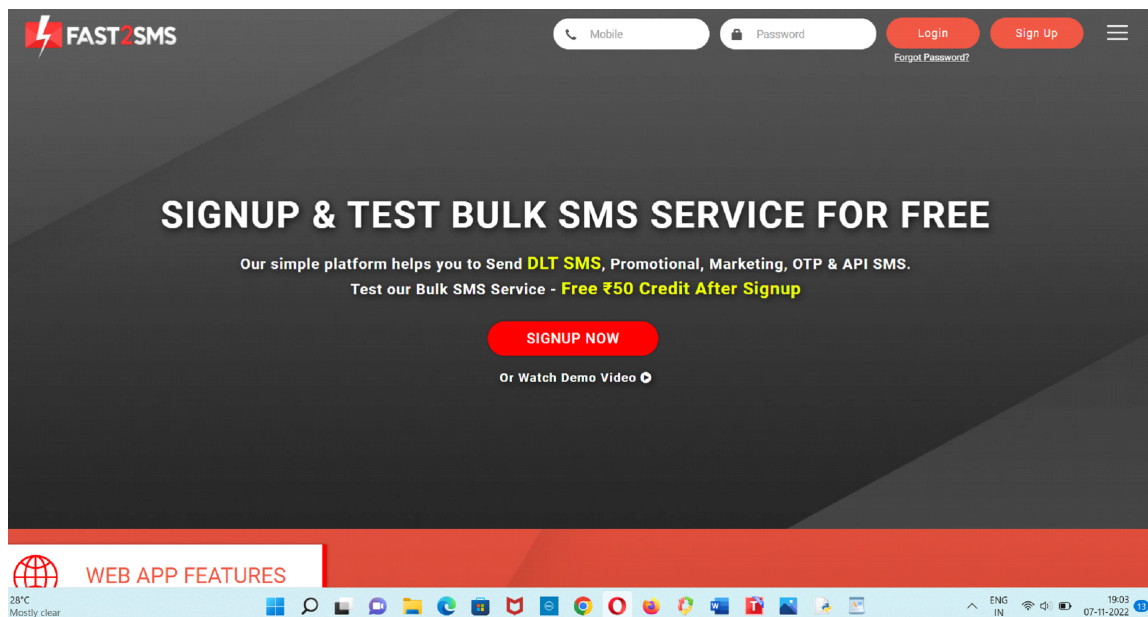 FAST2SMS
Mobile
Password
Login
Sign Up
Forgot Password?
SIGNUP & TEST BULK SMS SERVICE FOR FREE
Our simple platform helps you to Send DLT SMS, Promotional, Marketing, OTP & API SMS.
Test our Bulk SMS Service - Free ₹50 Credit After Signup
SIGNUP NOW
Or Watch Demo Video
WEB APP FEATURES
28°C
Mostly clear
ENG
IN
19:03
07-11-2022
13